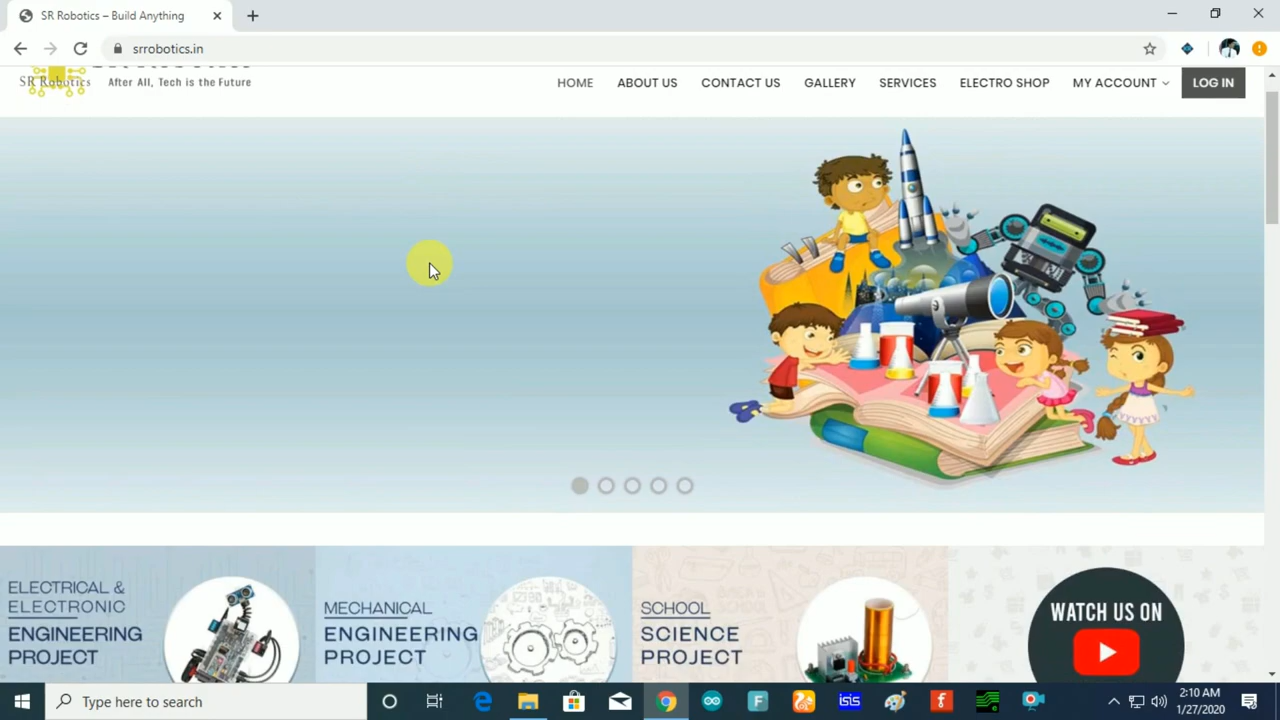 SR Robotics – Build Anything
srrobotics.in
SR Robotics
After All, Tech is the Future
HOME ABOUT US CONTACT US GALLERY SERVICES ELECTRO SHOP MY ACCOUNT LOG IN
ELECTRICAL &
ELECTRONIC
ENGINEERING
PROJECT
MECHANICAL
ENGINEERING
PROJECT
SCHOOL
SCIENCE
PROJECT
WATCH US ON
Type here to search
isis
2:10 AM
1/27/2020